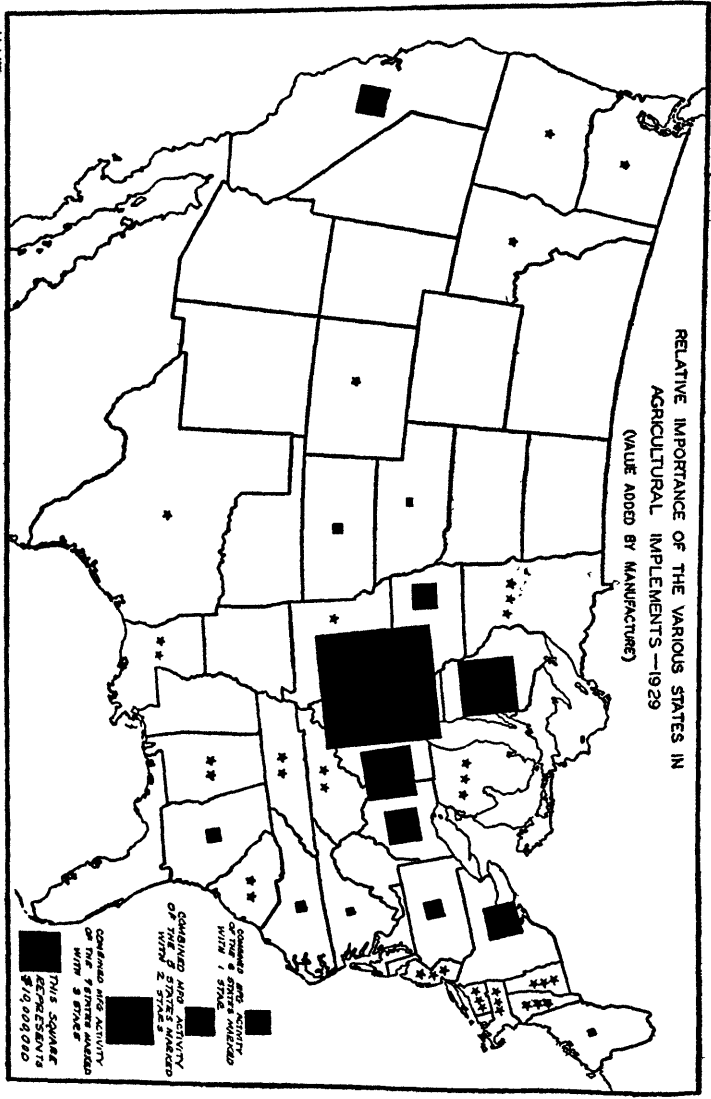 RELATIVE IMPORTANCE OF THE VARIOUS STATES IN
AGRICULTURAL IMPLEMENTS—1929
(VALUE ADDED BY MANUFACTURE)
COMBINED MFG ACTIVITY
OF THE 6 STATES MARKED
WITH 1 STAR
COMBINED MFG ACTIVITY
OF THE 5 STATES MARKED
WITH 2 STARS
COMBINED MFG ACTIVITY
OF THE 9 STATES MARKED
WITH 3 STARS
THIS SQUARE
REPRESENTS
$10,000,000